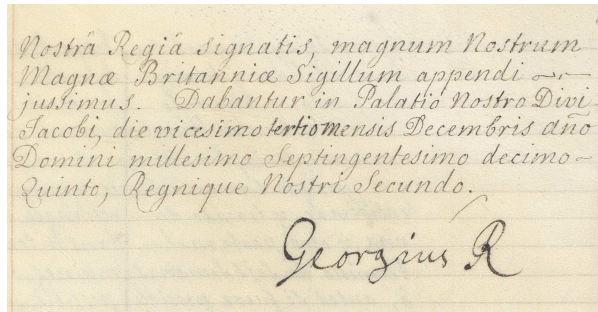 Nostrâ Regiâ signatis, magnum Nostrum
Magnæ Britanniæ Sigillum appendi
jussimus. Dabantur in Palatio Nostro Divi
Jacobi, die vicesimo tertio mensis Decembris año
Domini millesimo Septingentesimo decimo-
Quinto, Regnique Nostri Secundo.
Georgius R